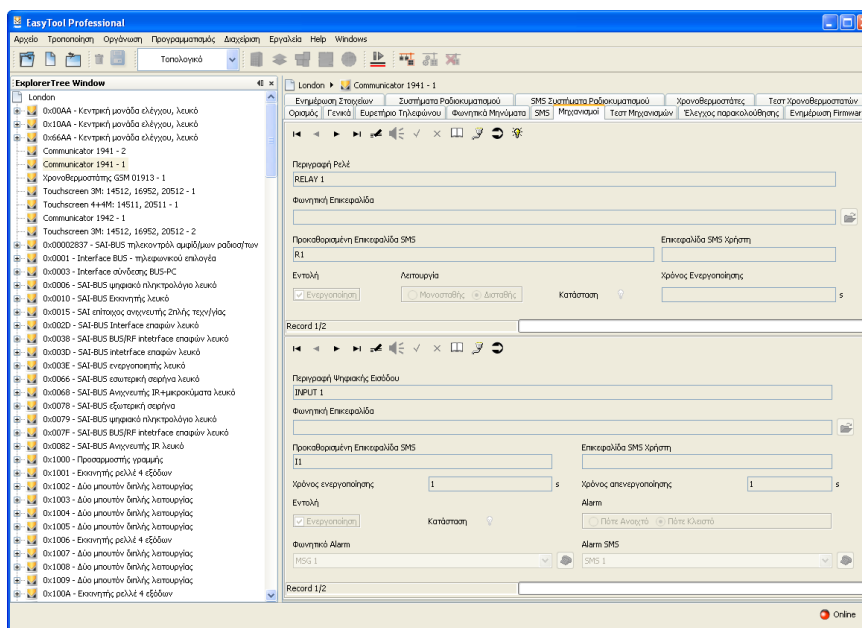 EasyTool Professional
Αρχείο Τροποποίηση Οργάνωση Προγραμματισμός Διαχείριση Εργαλεία Help Windows
Τοπολογικό
ExplorerTree Window
London
0x00AA - Κεντρική μονάδα ελέγχου, λευκό
0x10AA - Κεντρική μονάδα ελέγχου, λευκό
0x66AA - Κεντρική μονάδα ελέγχου, λευκό
Communicator 1941 - 2
Communicator 1941 - 1
Χρονοθερμοστάτης GSM 01913 - 1
Touchscreen 3M: 14512, 16952, 20512 - 1
Touchscreen 4+4M: 14511, 20511 - 1
Communicator 1942 - 1
Touchscreen 3M: 14512, 16952, 20512 - 2
0x00002837 - SAI-BUS τηλεκοντρόλ αμφίδ/μων ραδιοσ/των
0x0001 - Interface BUS - τηλεφωνικού επιλογέα
0x0003 - Interface σύνδεσης BUS-PC
0x0006 - SAI-BUS ψηφιακό πληκτρολόγιο λευκό
0x0010 - SAI-BUS Εκκινητής λευκό
0x0015 - SAI επίτοιχος ανιχνευτής 2πλής τεχν/γίας
0x002D - SAI-BUS Interface επαφών λευκό
0x0038 - SAI-BUS BUS/RF intetrface επαφών λευκό
0x003D - SAI-BUS intetrface επαφών λευκό
0x003E - SAI-BUS ενεργοποιητής λευκό
0x0066 - SAI-BUS εσωτερική σειρήνα λευκό
0x0068 - SAI-BUS Ανιχνευτής IR+μικροκύματα λευκό
0x0078 - SAI-BUS εξωτερική σειρήνα
0x0079 - SAI-BUS ψηφιακό πληκτρολόγιο λευκό
0x007F - SAI-BUS BUS/RF intetrface επαφών λευκό
0x0082 - SAI-BUS Ανιχνευτής IR λευκό
0x1000 - Προσαρμοστής γραμμής
0x1001 - Εκκινητής ρελλέ 4 εξόδων
0x1002 - Δύο μπουτόν διπλής λειτουργίας
0x1003 - Δύο μπουτόν διπλής λειτουργίας
0x1004 - Δύο μπουτόν διπλής λειτουργίας
0x1005 - Δύο μπουτόν διπλής λειτουργίας
0x1006 - Εκκινητής ρελλέ 4 εξόδων
0x1007 - Δύο μπουτόν διπλής λειτουργίας
0x1008 - Δύο μπουτόν διπλής λειτουργίας
0x1009 - Δύο μπουτόν διπλής λειτουργίας
0x100A - Εκκινητής ρελλέ 4 εξόδων
London Communicator 1941 - 1
Ενημέρωση Στοιχείων Συστήματα Ραδιοκυματισμού SMS Συστήματα Ραδιοκυματισμού Χρονοθερμοστάτες Τεστ Χρονοθερμοστατών
Ορισμός Γενικά Ευρετήριο Τηλεφώνου Φωνητικά Μηνύματα SMS Μηχανισμοί Τεστ Μηχανισμών Έλεγχος παρακολούθησης Ενημέρωση Firmwar
Περιγραφή Ρελέ
RELAY 1
Φωνητική Επικεφαλίδα
Προκαθορισμένη Επικεφαλίδα SMS Επικεφαλίδα SMS Χρήστη
R1
Εντολή Λειτουργία Χρόνος Ενεργοποίησης
Ενεργοποίηση Μονοσταθής Δισταθής Κατάσταση s
Record 1/2
Περιγραφή Ψηφιακής Εισόδου
INPUT 1
Φωνητική Επικεφαλίδα
Προκαθορισμένη Επικεφαλίδα SMS Επικεφαλίδα SMS Χρήστη
I1
Χρόνος ενεργοποίησης 1 s Χρόνος απενεργοποίησης 1 s
Εντολή Alarm
Ενεργοποίηση Κατάσταση Πότε Ανοιχτό Πότε Κλειστό
Φωνητικό Alarm Alarm SMS
MSG 1 SMS 1
Record 1/2
Online